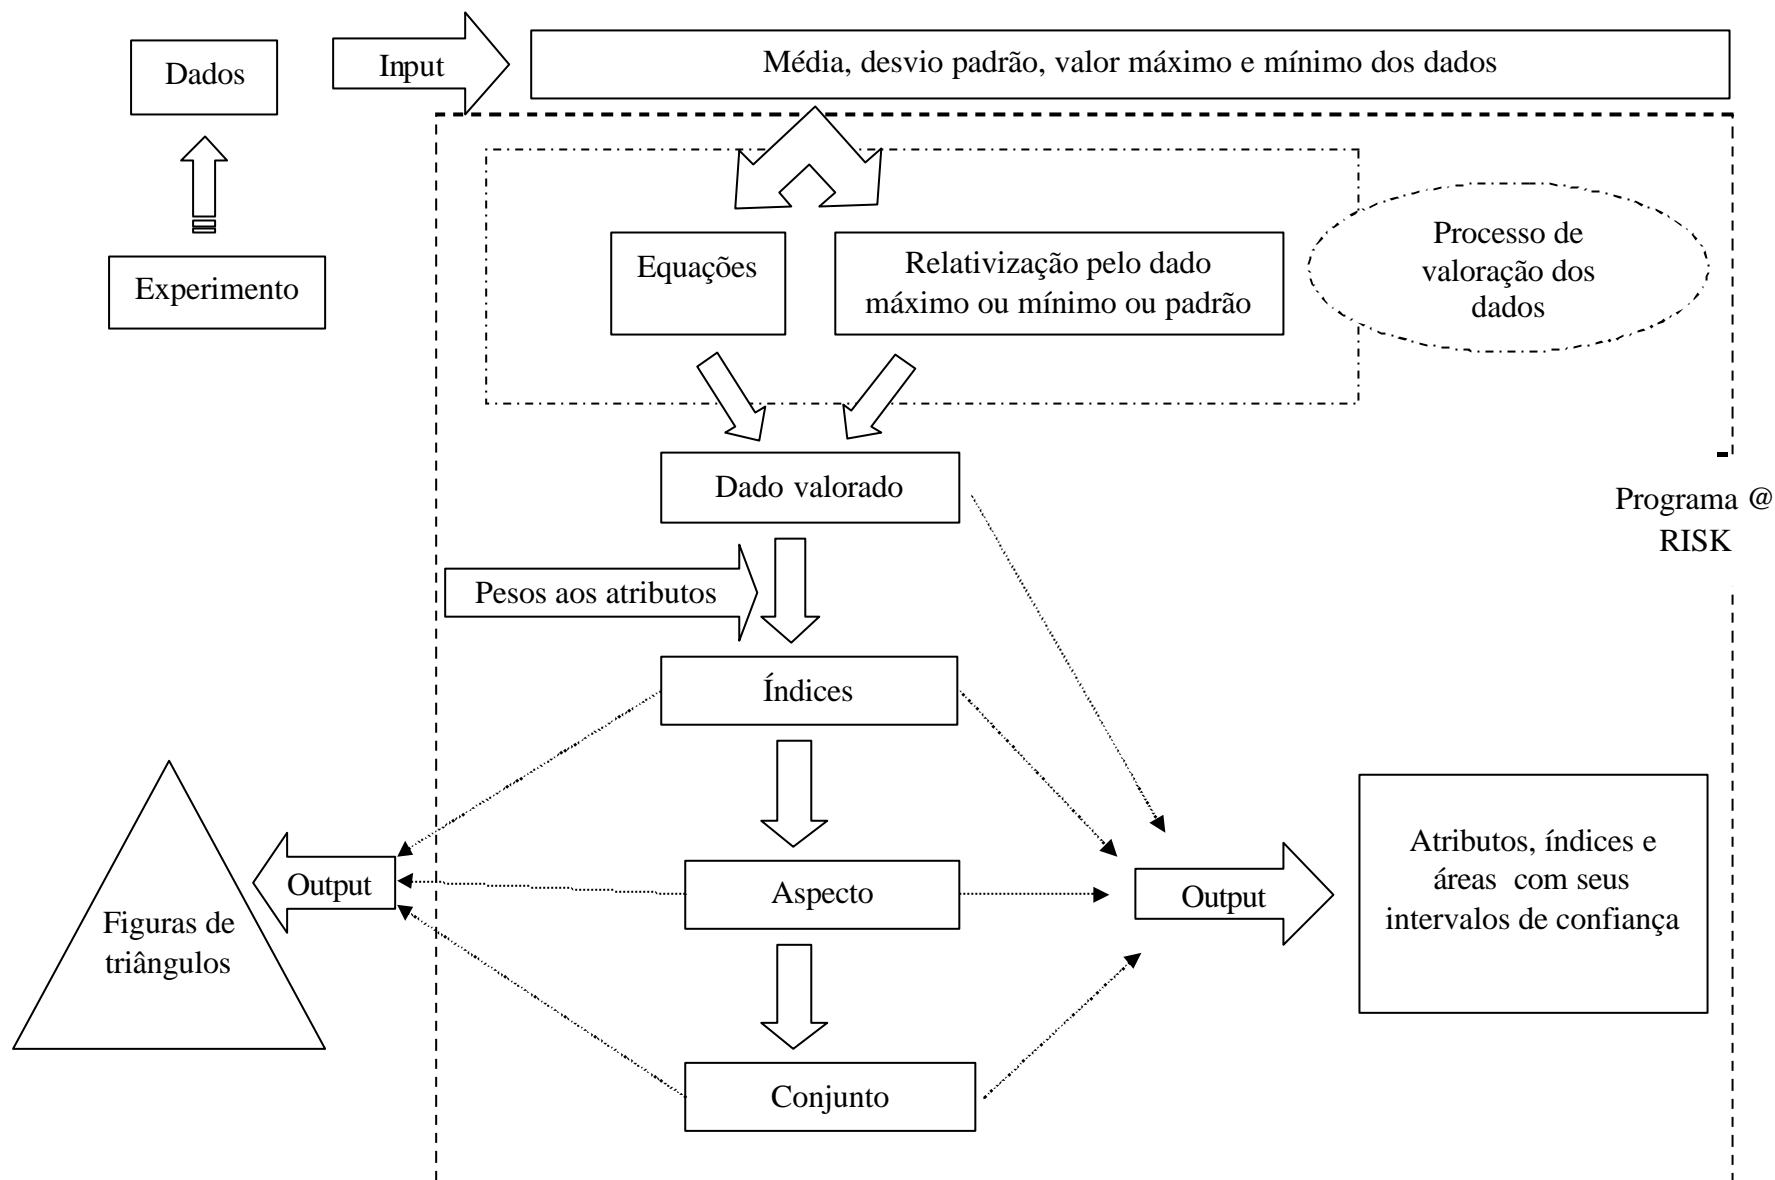 Dados
Input
Média, desvio padrão, valor máximo e mínimo dos dados
Experimento
Equações
Relativização pelo dado
máximo ou mínimo ou padrão
Processo de
valoração dos
dados
Dado valorado
Programa @
RISK
Pesos aos atributos
Índices
Figuras de
triângulos
Output
Aspecto
Output
Atributos, índices e
áreas com seus
intervalos de confiança
Conjunto